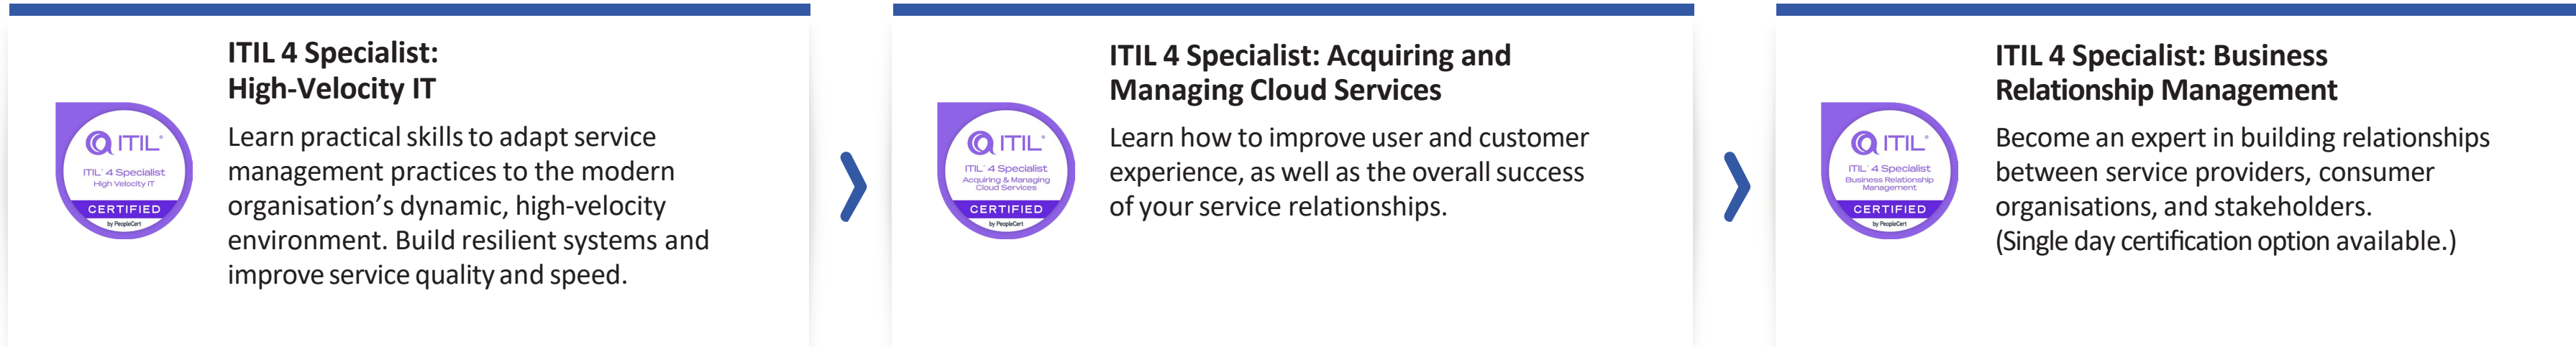 ITIL 4 Specialist:
High-Velocity IT
Learn practical skills to adapt service
management practices to the modern
organisation’s dynamic, high-velocity
environment. Build resilient systems and
improve service quality and speed.
ITIL®
ITIL® 4 Specialist
High Velocity IT
CERTIFIED
by PeopleCert
ITIL 4 Specialist: Acquiring and
Managing Cloud Services
Learn how to improve user and customer
experience, as well as the overall success
of your service relationships.
ITIL®
ITIL® 4 Specialist
Acquiring & Managing
Cloud Services
CERTIFIED
by PeopleCert
ITIL 4 Specialist: Business
Relationship Management
Become an expert in building relationships
between service providers, consumer
organisations, and stakeholders.
(Single day certification option available.)
ITIL®
ITIL® 4 Specialist
Business Relationship
Management
CERTIFIED
by PeopleCert